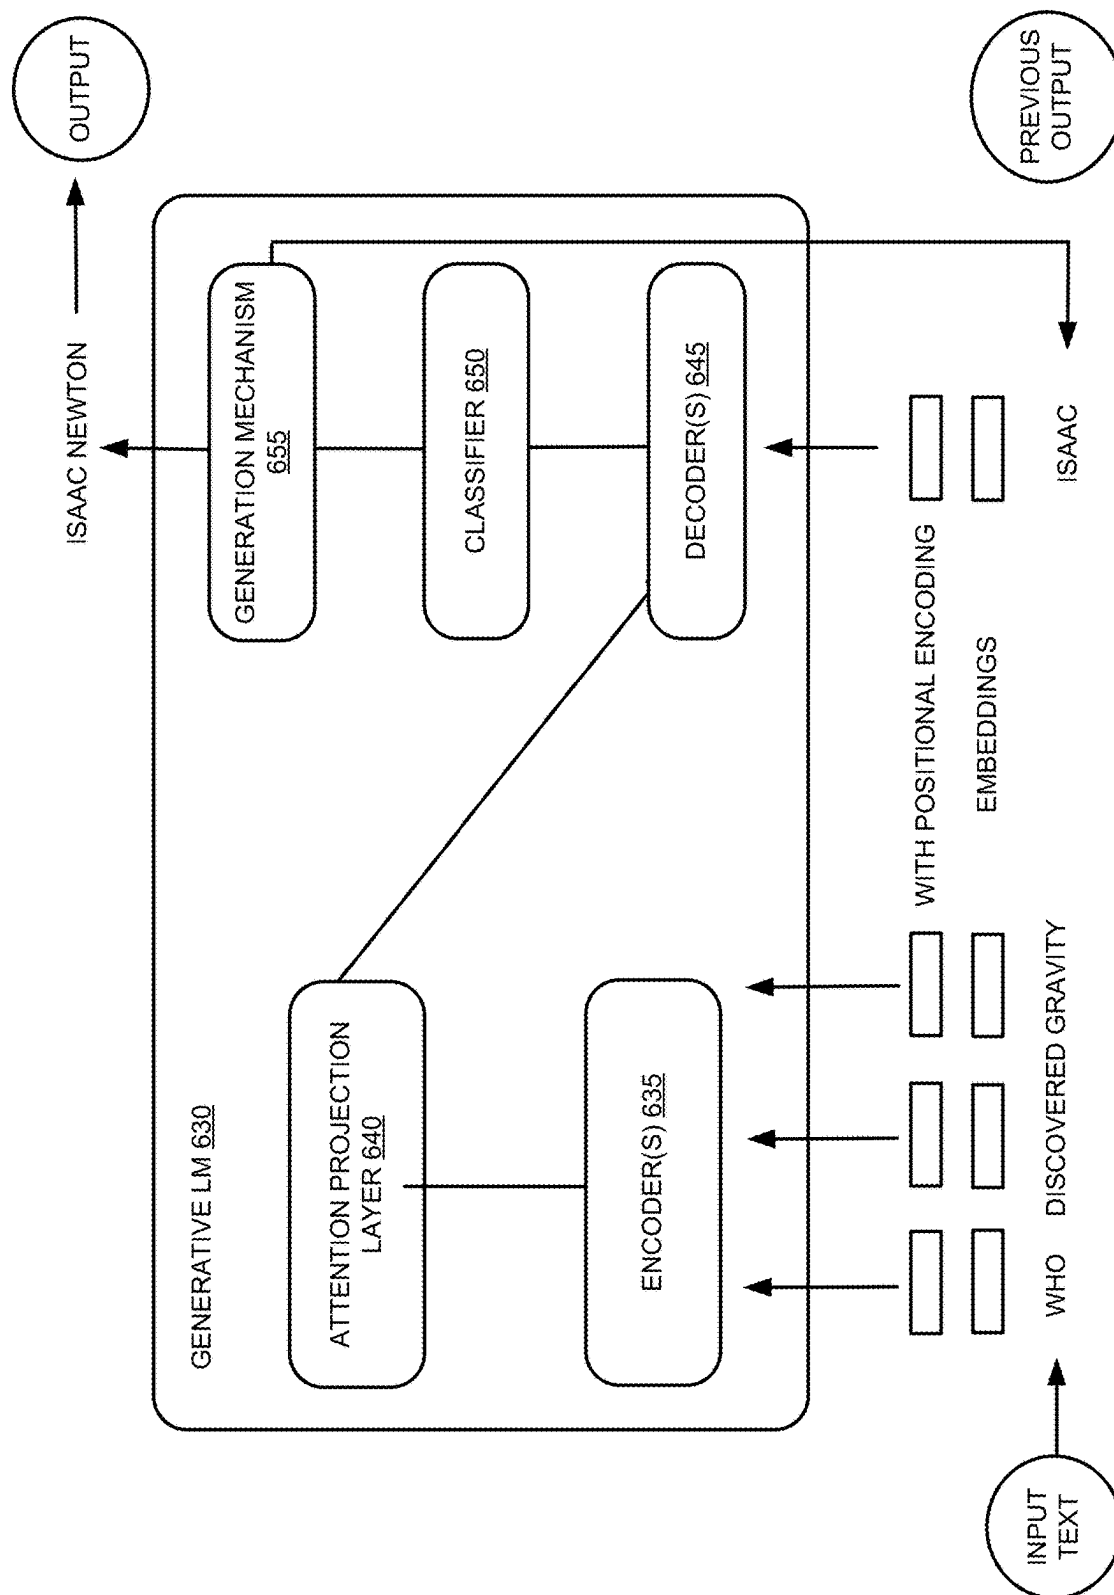 ISAAC NEWTON
OUTPUT
GENERATIVE LM 630
ATTENTION PROJECTION
LAYER 640
GENERATION MECHANISM
655
CLASSIFIER 650
ENCODER(S) 635
DECODER(S) 645
WITH POSITIONAL ENCODING
EMBEDDINGS
INPUT
TEXT
WHO DISCOVERED GRAVITY
ISAAC
PREVIOUS
OUTPUT